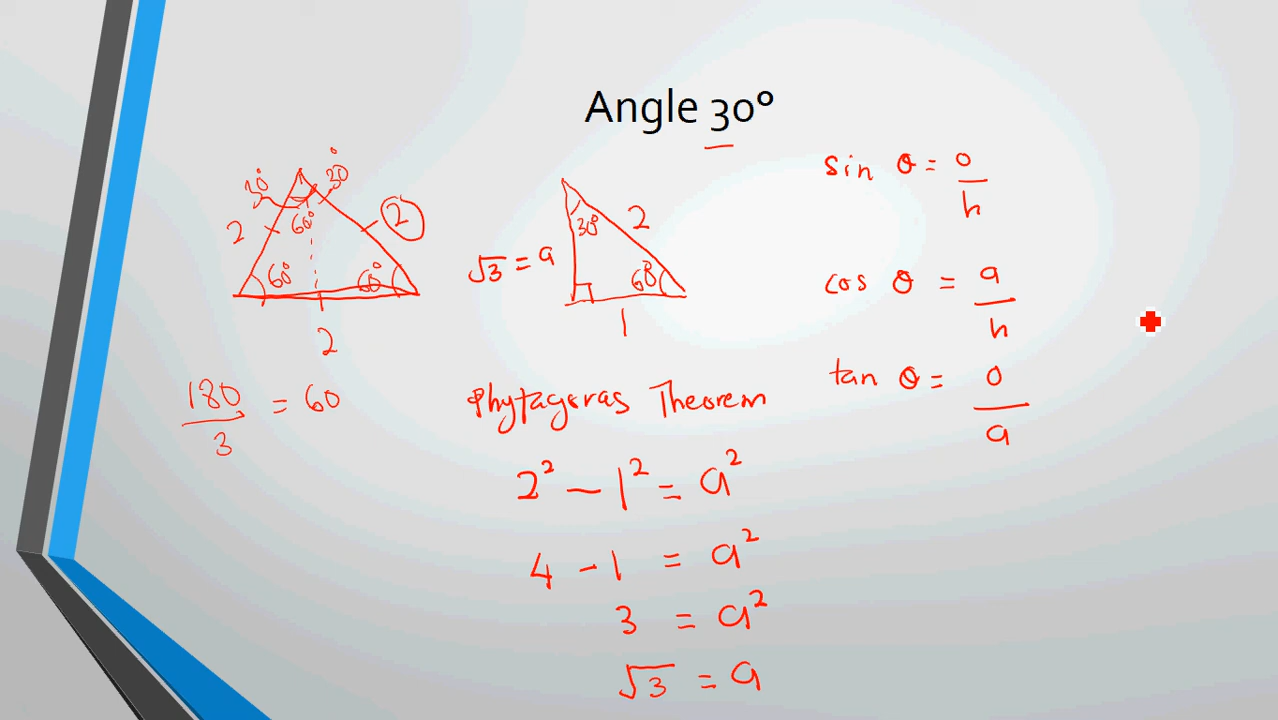 Angle 30°
30° 30°
2 60° 2
60° 60°
2
180/3 = 60
30° 2
√3 = a 60°
1
Phytagoras Theorem
2² − 1² = a²
4 − 1 = a²
3 = a²
√3 = a
sin θ = o/h
cos θ = a/h
tan θ = o/a